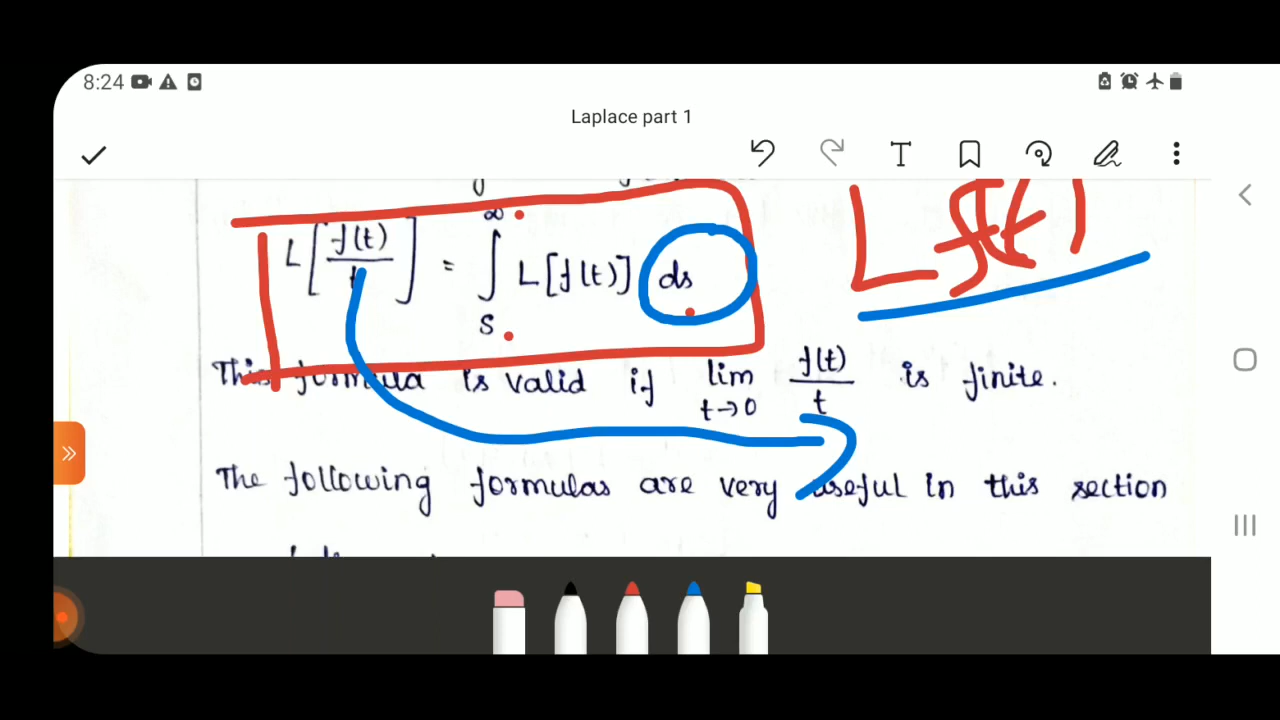 8:24
Laplace part 1
L[f(t)/t] = ∫ₛ^∞ L[f(t)] ds
L f(t)
This formula is valid if lim t→0 f(t)/t is finite.
The following formulas are very useful in this section